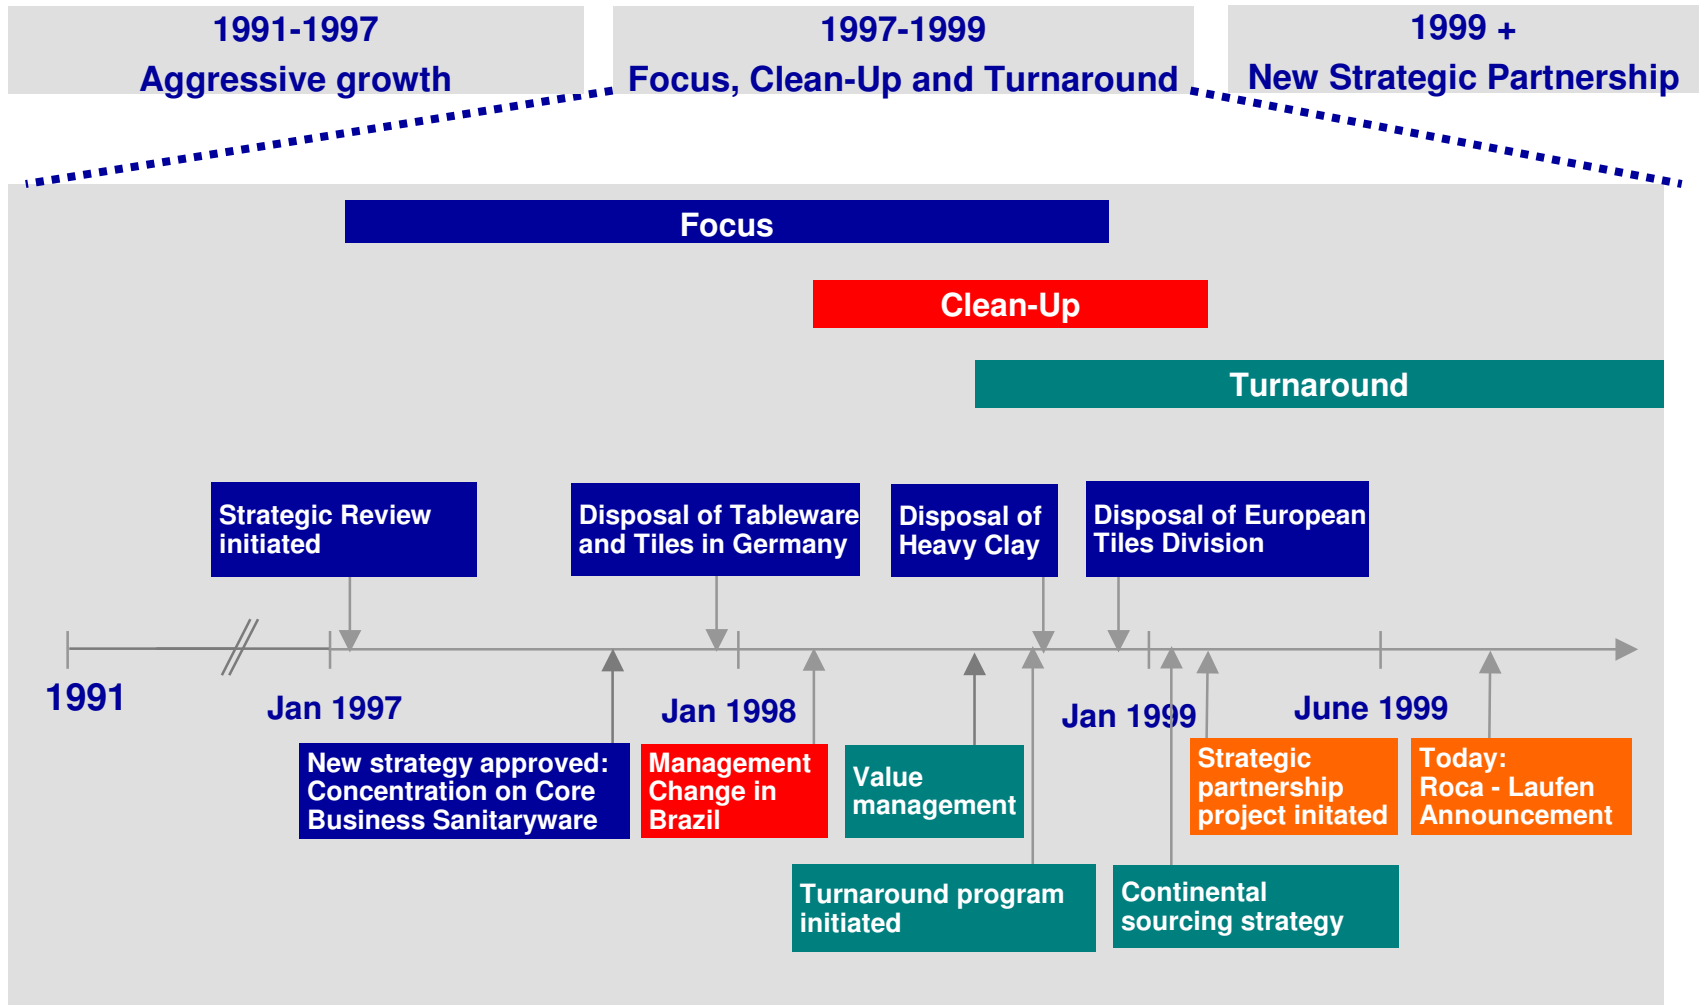 1991-1997
Aggressive growth
1997-1999
Focus, Clean-Up and Turnaround
1999 +
New Strategic Partnership
Focus
Clean-Up
Turnaround
Strategic Review
initiated
Disposal of Tableware
and Tiles in Germany
Disposal of
Heavy Clay
Disposal of European
Tiles Division
1991
Jan 1997
Jan 1998
Jan 1999
June 1999
New strategy approved:
Concentration on Core
Business Sanitaryware
Management
Change in
Brazil
Value
management
Strategic
partnership
project initated
Today:
Roca - Laufen
Announcement
Turnaround program
initiated
Continental
sourcing strategy